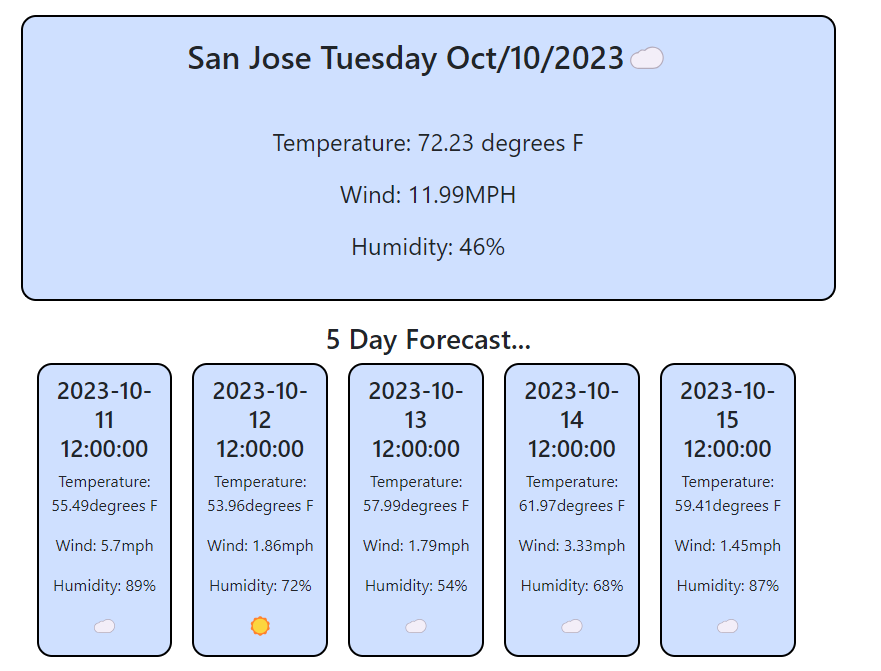 San Jose Tuesday Oct/10/2023
Temperature: 72.23 degrees F
Wind: 11.99MPH
Humidity: 46%
5 Day Forecast...
2023-10-
11
12:00:00
Temperature:
55.49degrees F
Wind: 5.7mph
Humidity: 89%
2023-10-
12
12:00:00
Temperature:
53.96degrees F
Wind: 1.86mph
Humidity: 72%
2023-10-
13
12:00:00
Temperature:
57.99degrees F
Wind: 1.79mph
Humidity: 54%
2023-10-
14
12:00:00
Temperature:
61.97degrees F
Wind: 3.33mph
Humidity: 68%
2023-10-
15
12:00:00
Temperature:
59.41degrees F
Wind: 1.45mph
Humidity: 87%